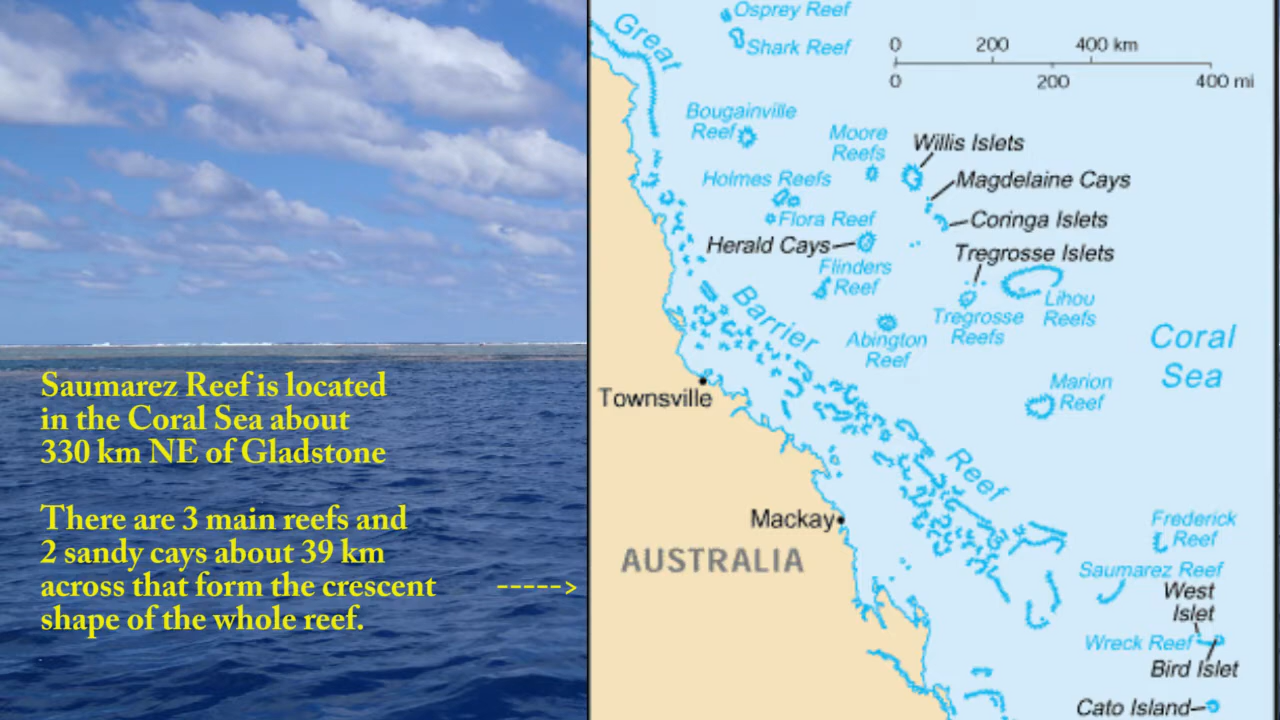 Saumarez Reef is located
in the Coral Sea about
330 km NE of Gladstone
There are 3 main reefs and
2 sandy cays about 39 km
across that form the crescent
shape of the whole reef.
----->
Osprey Reef
Shark Reef
Great
0 200 400 km
0 200 400 mi
Bougainville
Reef
Moore
Reefs
Willis Islets
Magdelaine Cays
Holmes Reefs
Flora Reef
Coringa Islets
Herald Cays
Tregrosse Islets
Flinders
Reef
Lihou
Reefs
Tregrosse
Reefs
Barrier
Abington
Reef
Coral
Sea
Townsville
Marion
Reef
Reef
Mackay
AUSTRALIA
Frederick
Reef
Saumarez Reef
West
Islet
Wreck Reef
Bird Islet
Cato Island